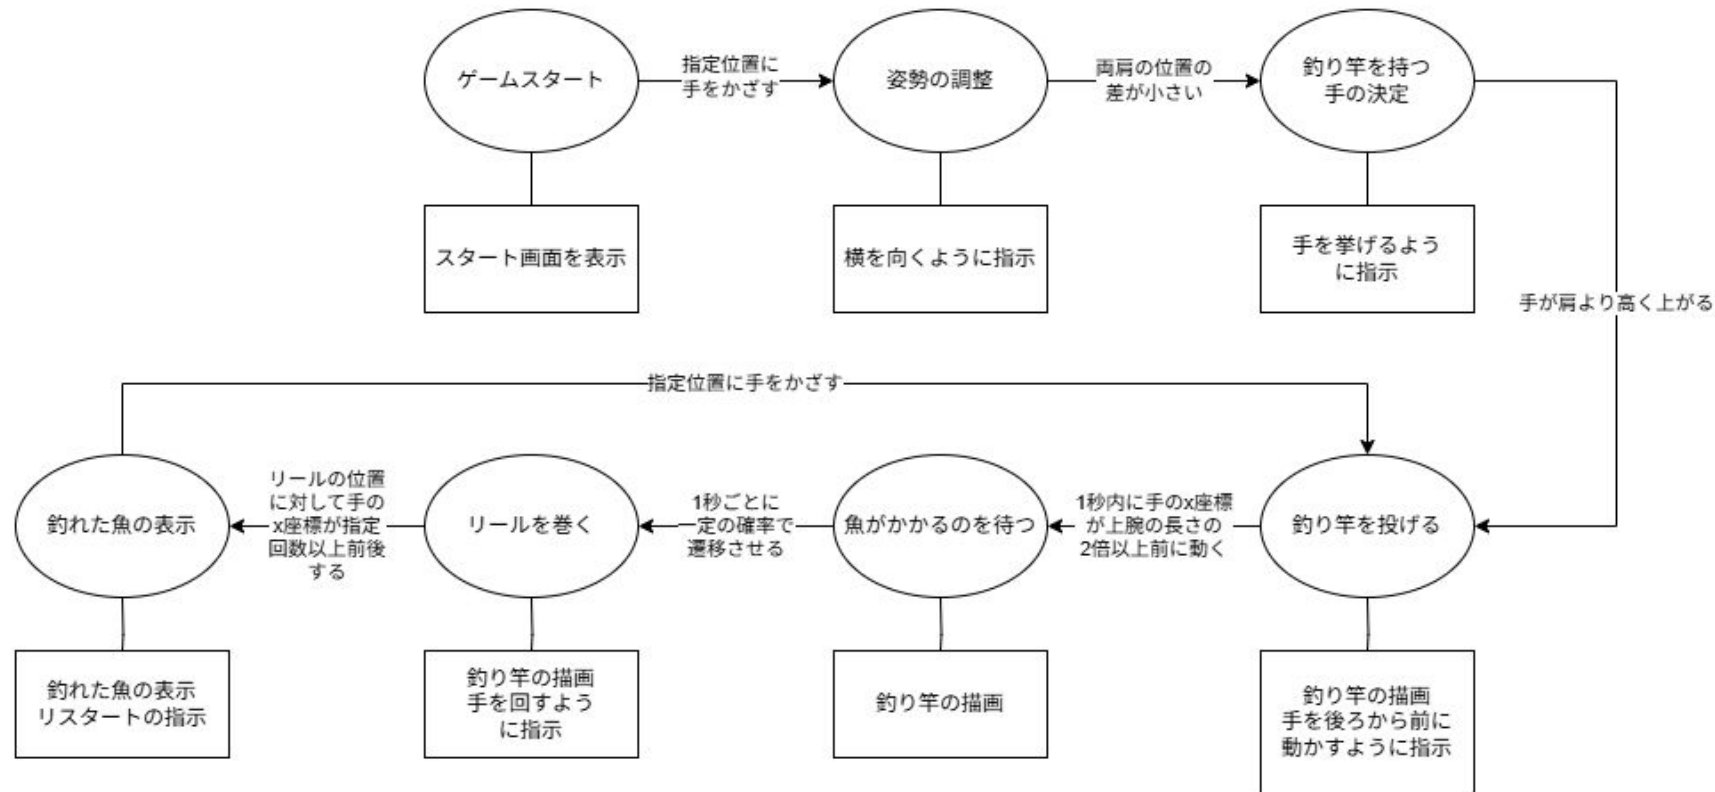 ゲームスタート
指定位置に
手をかざす
姿勢の調整
両肩の位置の
差が小さい
釣り竿を持つ
手の決定
スタート画面を表示
横を向くように指示
手を挙げるよう
に指示
手が肩より高く上がる
指定位置に手をかざす
釣れた魚の表示
リールの位置
に対して手の
x座標が指定
回数以上前後
する
リールを巻く
1秒ごとに
一定の確率で
遷移させる
魚がかかるのを待つ
1秒内に手のx座標
が上腕の長さの
2倍以上前に動く
釣り竿を投げる
釣れた魚の表示
リスタートの指示
釣り竿の描画
手を回すよう
に指示
釣り竿の描画
釣り竿の描画
手を後ろから前に
動かすように指示